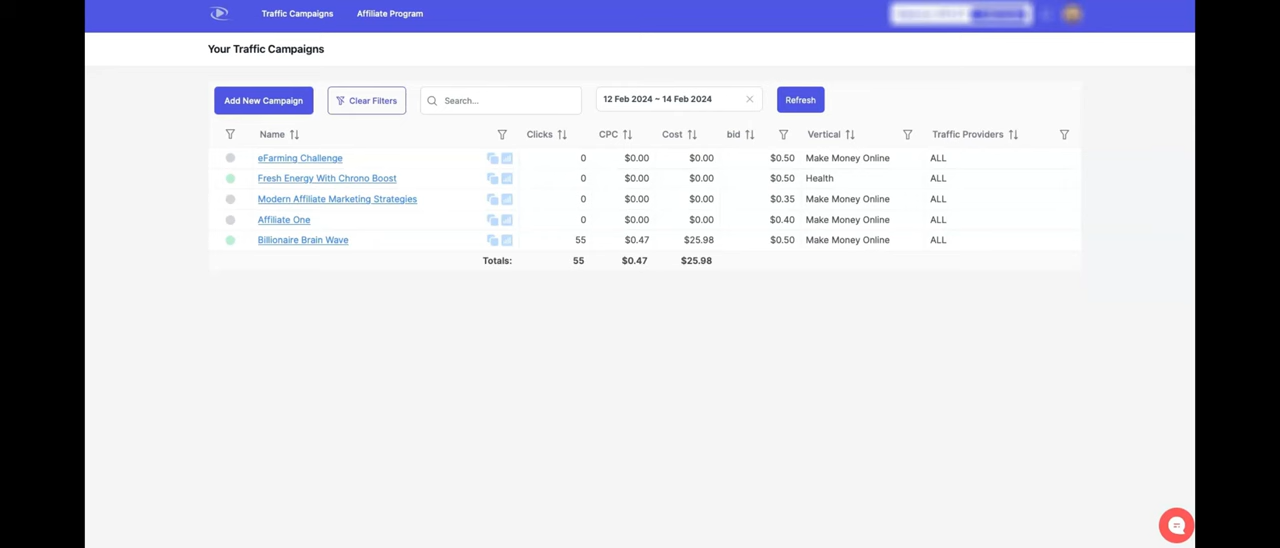 Traffic Campaigns Affiliate Program
Your Traffic Campaigns
Add New Campaign Clear Filters Search... 12 Feb 2024 ~ 14 Feb 2024 Refresh
Name Clicks CPC Cost bid Vertical Traffic Providers
eFarming Challenge 0 $0.00 $0.00 $0.50 Make Money Online ALL
Fresh Energy With Chrono Boost 0 $0.00 $0.00 $0.50 Health ALL
Modern Affiliate Marketing Strategies 0 $0.00 $0.00 $0.35 Make Money Online ALL
Affiliate One 0 $0.00 $0.00 $0.40 Make Money Online ALL
Billionaire Brain Wave 55 $0.47 $25.98 $0.50 Make Money Online ALL
Totals: 55 $0.47 $25.98